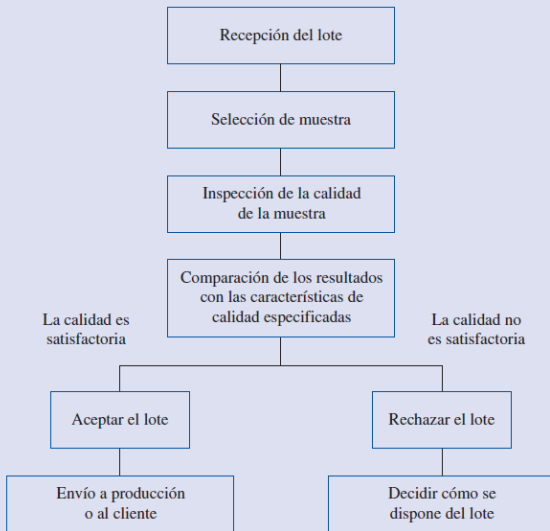 Recepción del lote
Selección de muestra
Inspección de la calidad
de la muestra
Comparación de los resultados
con las características de
calidad especificadas
La calidad es
satisfactoria
La calidad no
es satisfactoria
Aceptar el lote
Rechazar el lote
Envío a producción
o al cliente
Decidir cómo se
dispone del lote